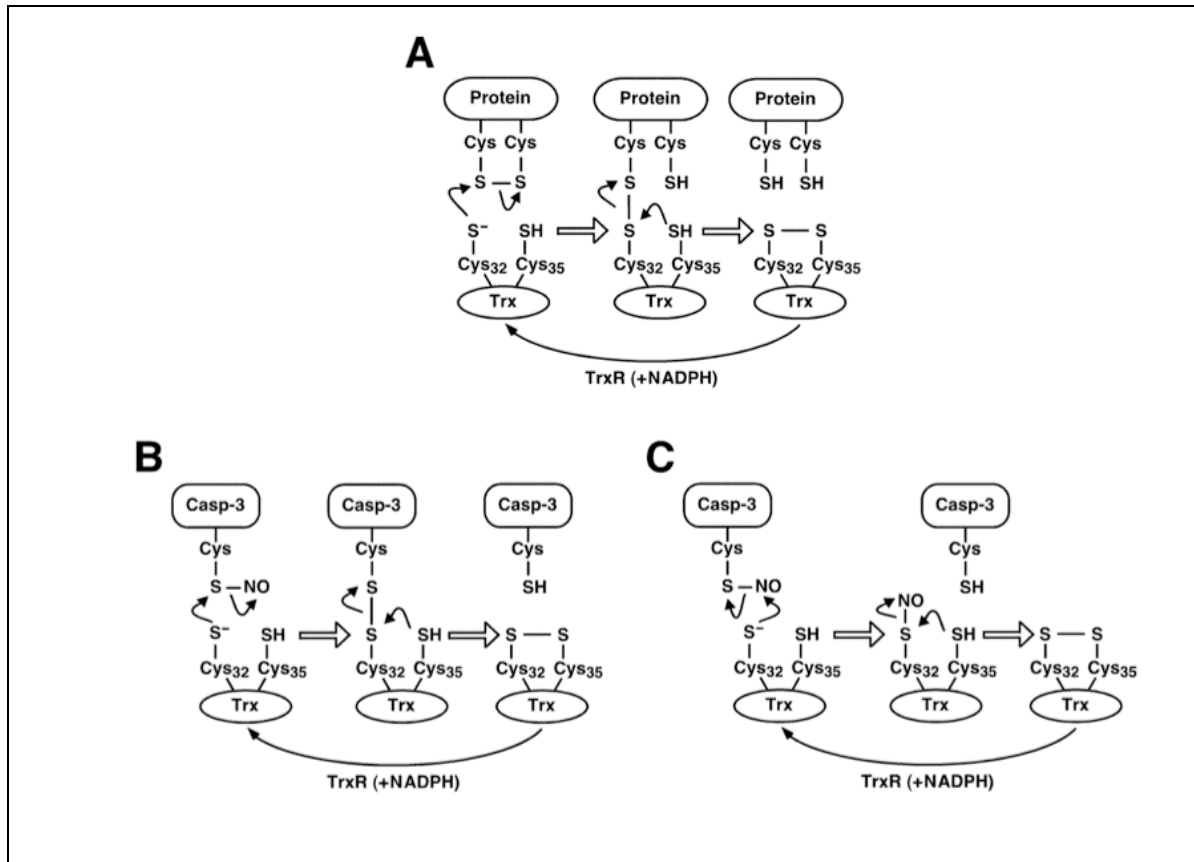 A
Protein Protein Protein
Cys Cys Cys Cys Cys Cys
S — S S SH SH SH
S⁻ SH S SH S — S
Cys32 Cys35 Cys32 Cys35 Cys32 Cys35
Trx Trx Trx
TrxR (+NADPH)
B
Casp-3 Casp-3 Casp-3
Cys Cys Cys
S — NO S SH
S⁻ SH S SH S — S
Cys32 Cys35 Cys32 Cys35 Cys32 Cys35
Trx Trx Trx
TrxR (+NADPH)
C
Casp-3 Casp-3
Cys Cys
S — NO SH
NO
S⁻ SH S SH S — S
Cys32 Cys35 Cys32 Cys35 Cys32 Cys35
Trx Trx Trx
TrxR (+NADPH)